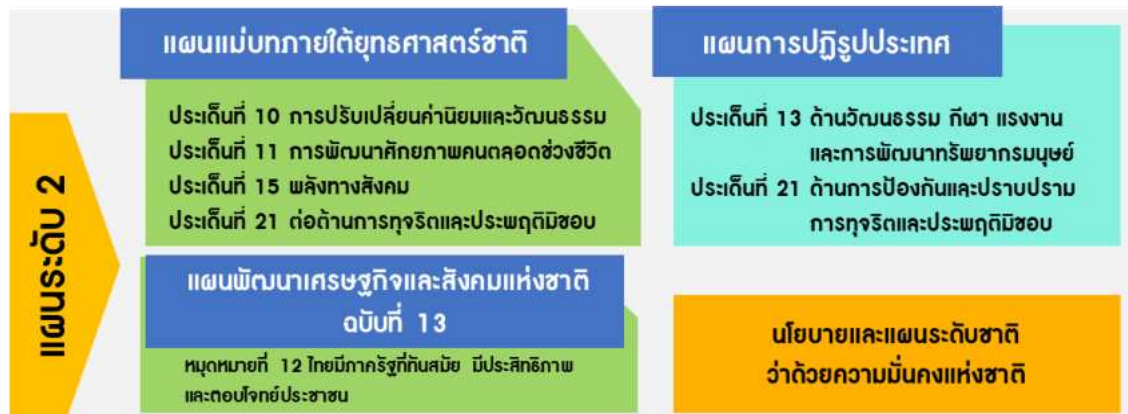 แผนระดับ 2
แผนแม่บทภายใต้ยุทธศาสตร์ชาติ
ประเด็นที่ 10 การปรับเปลี่ยนค่านิยมและวัฒนธรรม
ประเด็นที่ 11 การพัฒนาศักยภาพคนตลอดช่วงชีวิต
ประเด็นที่ 15 พลังทางสังคม
ประเด็นที่ 21 ต่อต้านการทุจริตและประพฤติมิชอบ
แผนการปฏิรูปประเทศ
ประเด็นที่ 13 ด้านวัฒนธรรม กีฬา แรงงาน
และการพัฒนาทรัพยากรมนุษย์
ประเด็นที่ 21 ด้านการป้องกันและปราบปราม
การทุจริตและประพฤติมิชอบ
แผนพัฒนาเศรษฐกิจและสังคมแห่งชาติ
ฉบับที่ 13
หมุดหมายที่ 12 ไทยมีภาครัฐที่ทันสมัย มีประสิทธิภาพ
และตอบโจทย์ประชาชน
นโยบายและแผนระดับชาติ
ว่าด้วยความมั่นคงแห่งชาติ